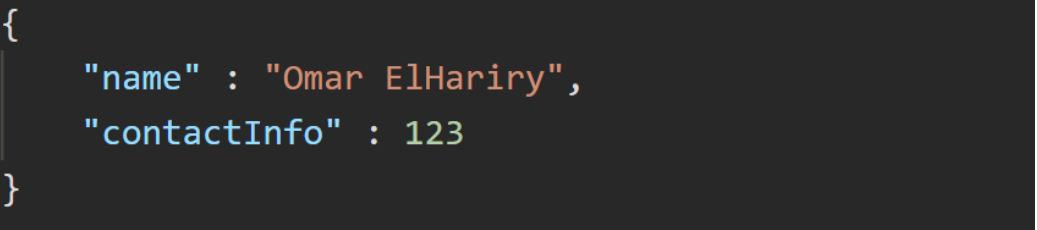 {
"name" : "Omar ElHariry",
"contactInfo" : 123
}